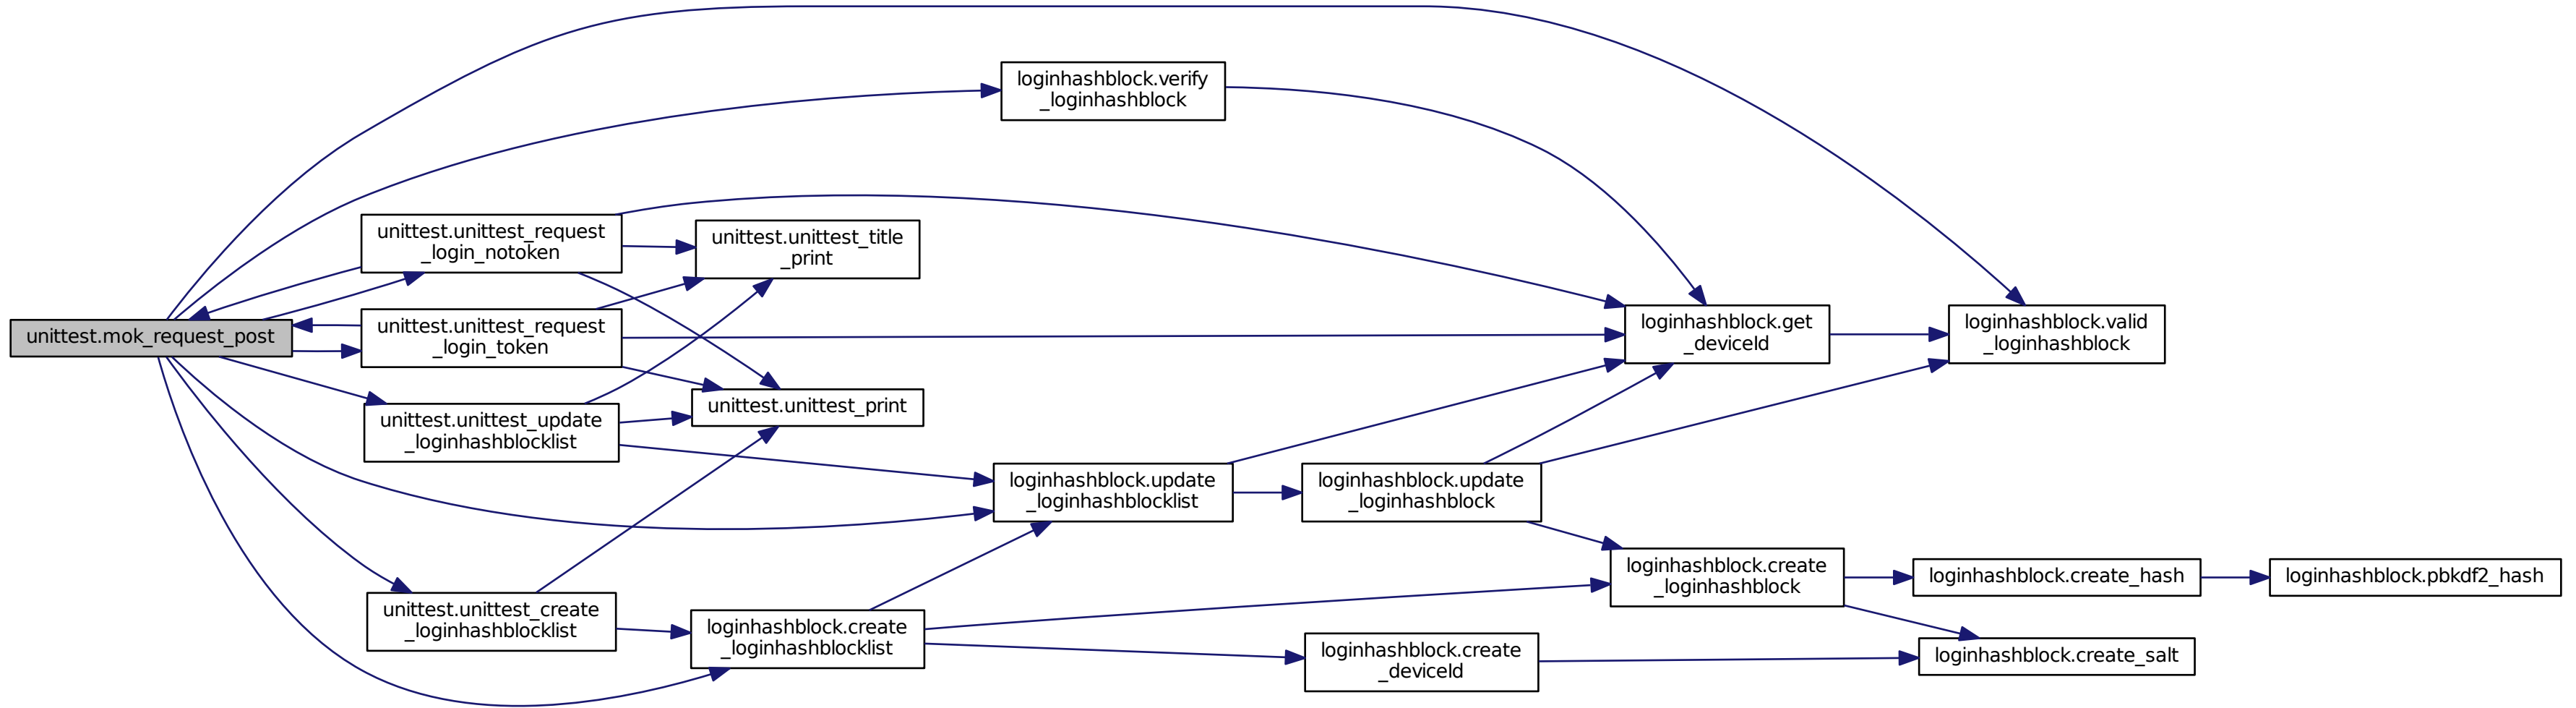 loginhashblock.verify
_loginhashblock
unittest.unittest_request
_login_notoken
unittest.unittest_title
_print
unittest.mok_request_post
unittest.unittest_request
_login_token
loginhashblock.get
_deviceId
loginhashblock.valid
_loginhashblock
unittest.unittest_print
unittest.unittest_update
_loginhashblocklist
loginhashblock.update
_loginhashblocklist
loginhashblock.update
_loginhashblock
loginhashblock.create
_loginhashblock
loginhashblock.create_hash
loginhashblock.pbkdf2_hash
unittest.unittest_create
_loginhashblocklist
loginhashblock.create
_loginhashblocklist
loginhashblock.create
_deviceId
loginhashblock.create_salt